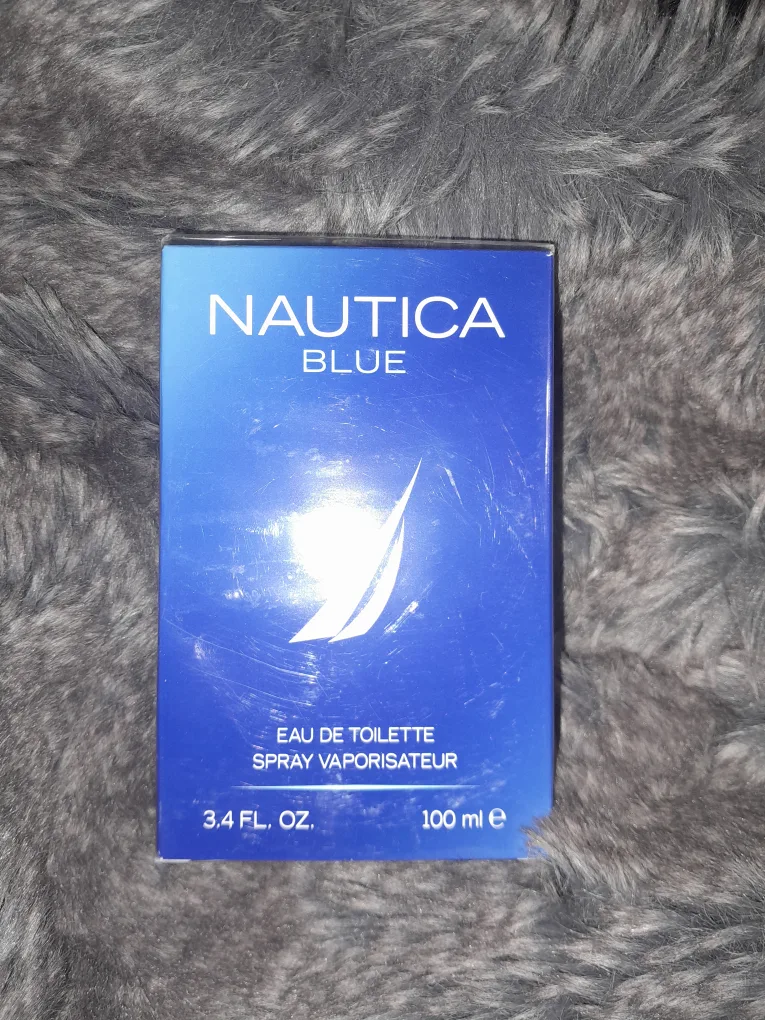 NAUTICA
BLUE
EAU DE TOILETTE
SPRAY VAPORISATEUR
3.4 FL. OZ. 100 ml ℮